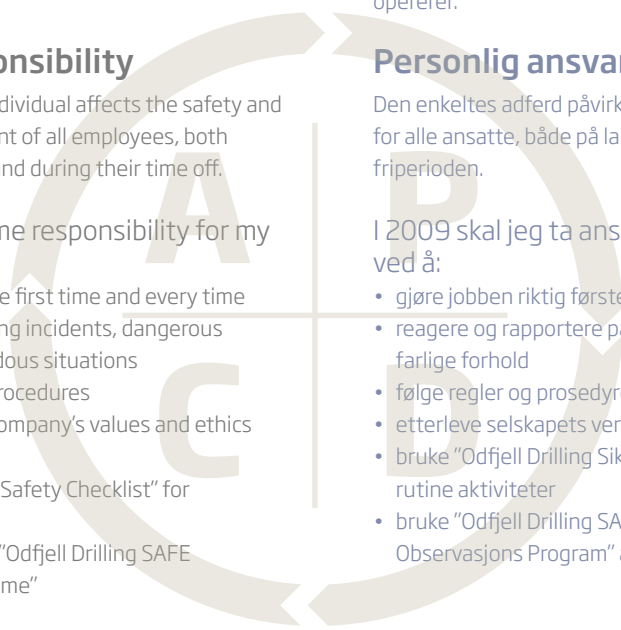 opererer.
onsibility
dividual affects the safety and
nt of all employees, both
nd during their time off.
me responsibility for my
e first time and every time
ng incidents, dangerous
dous situations
rocedures
ompany's values and ethics
Safety Checklist” for
”Odfjell Drilling SAFE
me”
Personlig ansva
Den enkeltes adferd påvirk
for alle ansatte, både på la
friperioden.
I 2009 skal jeg ta ans
ved å:
• gjøre jobben riktig første
• reagere og rapportere på
farlige forhold
• følge regler og prosedyre
• etterleve selskapets ver
• bruke ”Odfjell Drilling Sik
rutine aktiviteter
• bruke ”Odfjell Drilling SA
Observasjons Program” a
A P
C D